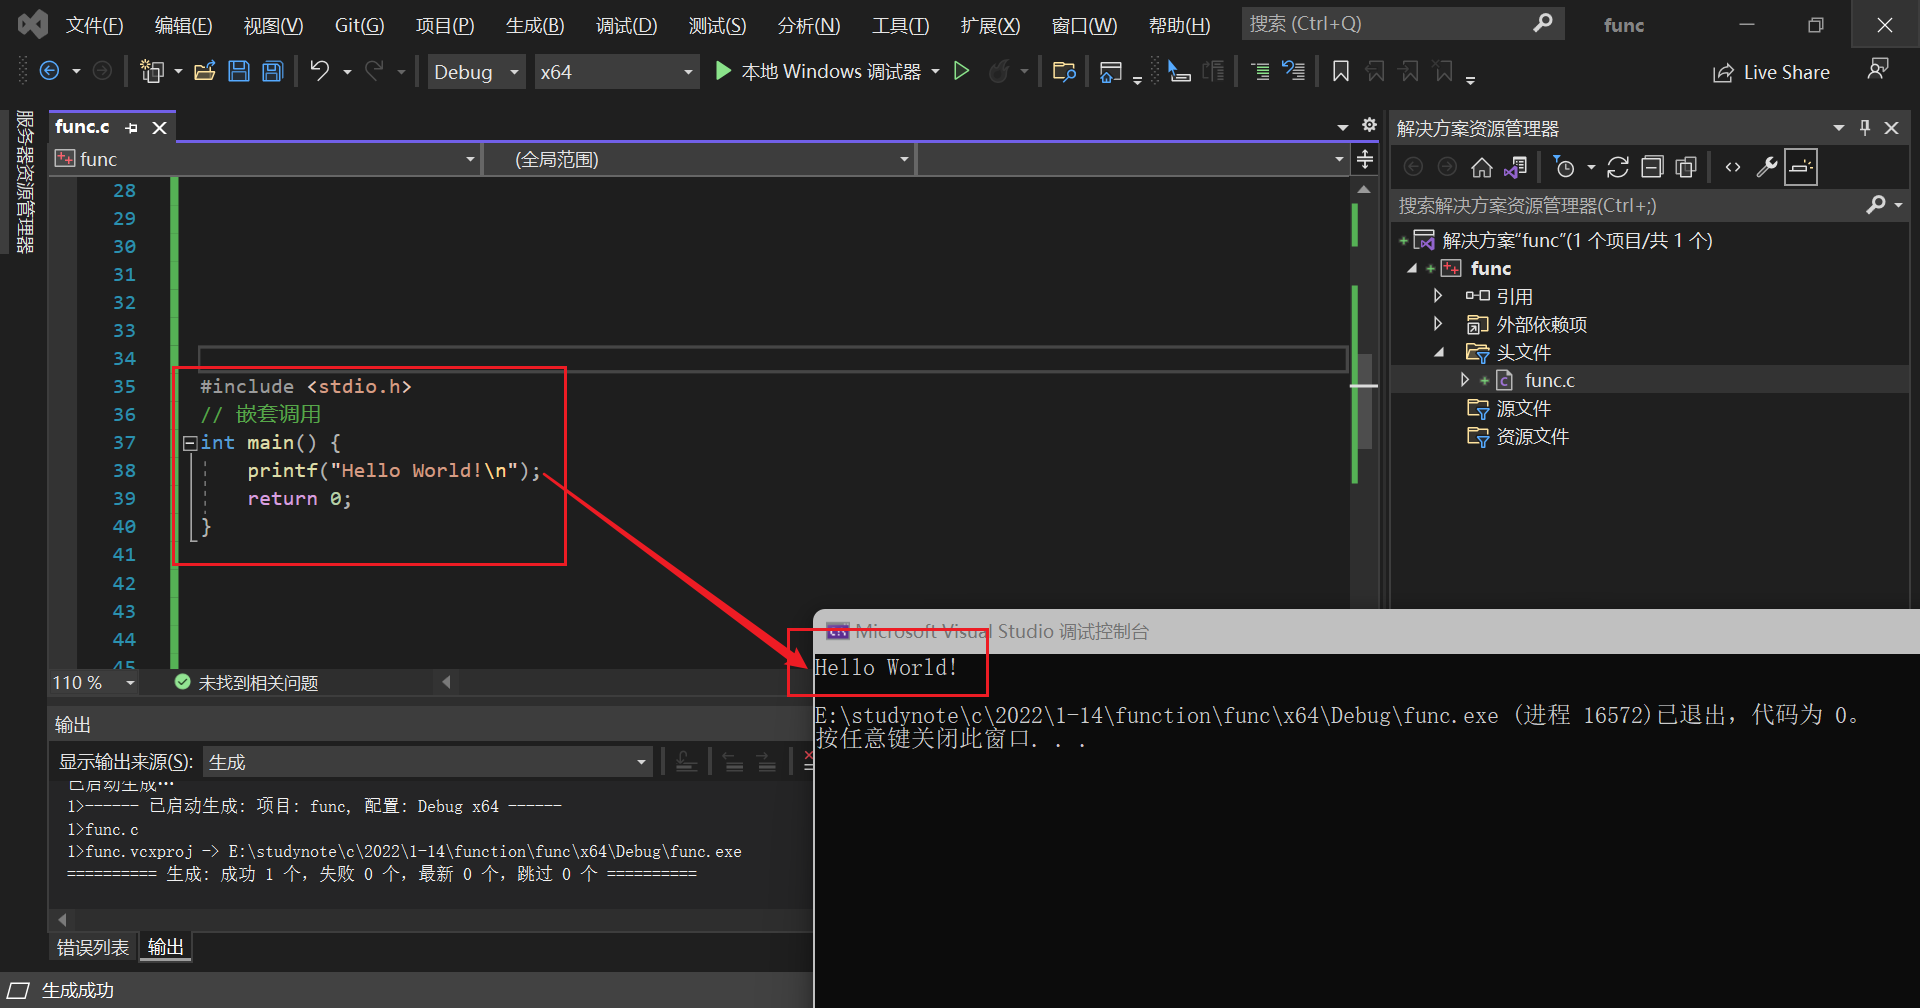 文件(F) 编辑(E) 视图(V) Git(G) 项目(P) 生成(B) 调试(D) 测试(S) 分析(N) 工具(T) 扩展(X) 窗口(W) 帮助(H) 搜索 (Ctrl+Q) func
Debug x64 本地 Windows 调试器 Live Share
服务器资源管理器
func.c
func (全局范围)
28
29
30
31
32
33
34
35 #include <stdio.h>
36 // 嵌套调用
37 int main() {
38 printf("Hello World!\n");
39 return 0;
40 }
41
42
43
44
45
110 % 未找到相关问题
解决方案资源管理器
搜索解决方案资源管理器(Ctrl+;)
解决方案"func"(1 个项目/共 1 个)
func
引用
外部依赖项
头文件
func.c
源文件
资源文件
输出
显示输出来源(S): 生成
已启动生成…
1>------ 已启动生成: 项目: func, 配置: Debug x64 ------
1>func.c
1>func.vcxproj -> E:\studynote\c\2022\1-14\function\func\x64\Debug\func.exe
========== 生成: 成功 1 个，失败 0 个，最新 0 个，跳过 0 个 ==========
错误列表 输出
生成成功
Microsoft Visual Studio 调试控制台
Hello World!
E:\studynote\c\2022\1-14\function\func\x64\Debug\func.exe (进程 16572)已退出，代码为 0。
按任意键关闭此窗口. . .